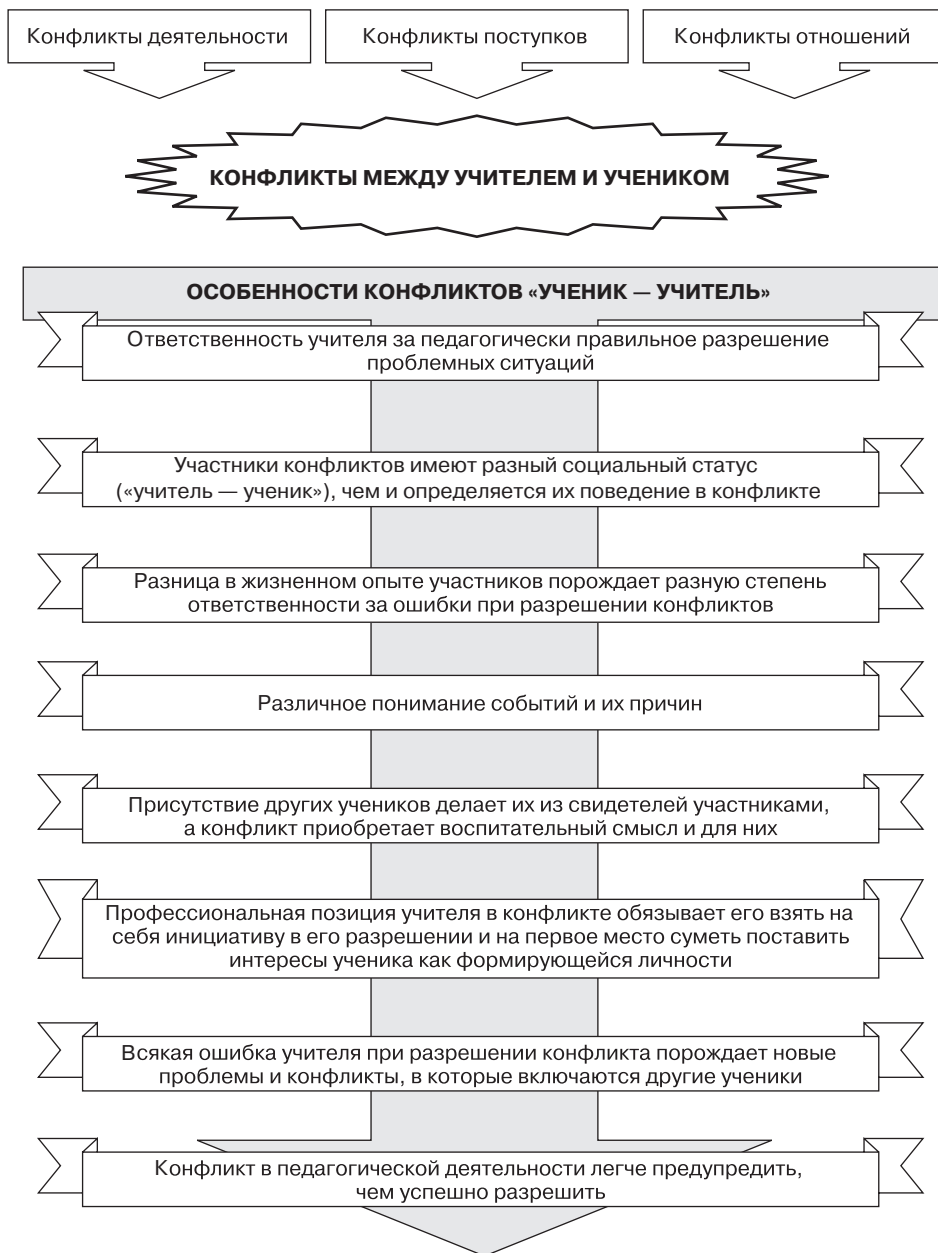 Конфликты деятельности
Конфликты поступков
Конфликты отношений
КОНФЛИКТЫ МЕЖДУ УЧИТЕЛЕМ И УЧЕНИКОМ
ОСОБЕННОСТИ КОНФЛИКТОВ «УЧЕНИК — УЧИТЕЛЬ»
Ответственность учителя за педагогически правильное разрешение
проблемных ситуаций
Участники конфликтов имеют разный социальный статус
(«учитель — ученик»), чем и определяется их поведение в конфликте
Разница в жизненном опыте участников порождает разную степень
ответственности за ошибки при разрешении конфликтов
Различное понимание событий и их причин
Присутствие других учеников делает их из свидетелей участниками,
а конфликт приобретает воспитательный смысл и для них
Профессиональная позиция учителя в конфликте обязывает его взять на
себя инициативу в его разрешении и на первое место суметь поставить
интересы ученика как формирующейся личности
Всякая ошибка учителя при разрешении конфликта порождает новые
проблемы и конфликты, в которые включаются другие ученики
Конфликт в педагогической деятельности легче предупредить,
чем успешно разрешить